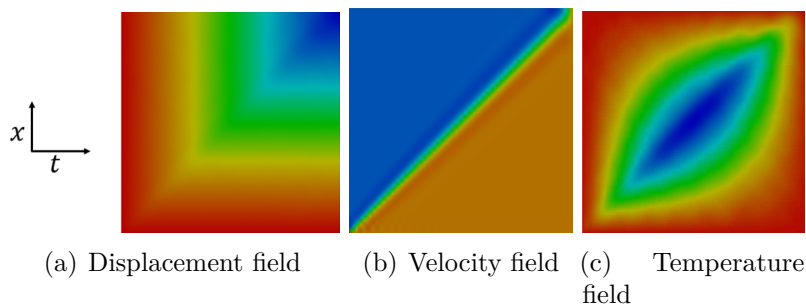 x
t
(a) Displacement field
(b) Velocity field
(c) Temperature
field